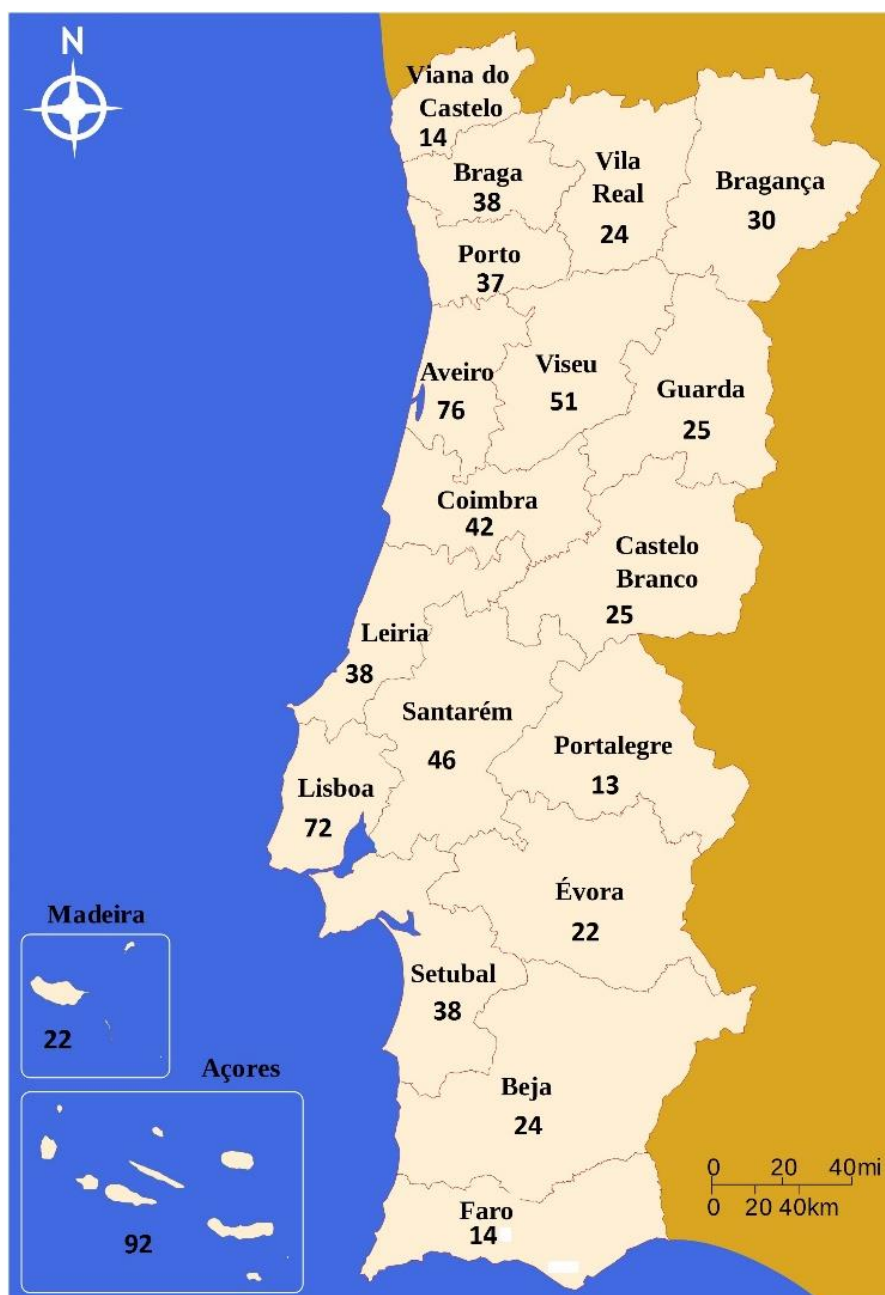 N
Viana do
Castelo
14
Braga
38
Vila
Real
24
Bragança
30
Porto
37
Aveiro
76
Viseu
51
Guarda
25
Coimbra
42
Castelo
Branco
25
Leiria
38
Santarém
46
Portalegre
13
Lisboa
72
Évora
22
Madeira
22
Setubal
38
Açores
92
Beja
24
0 20 40mi
0 20 40km
Faro
14